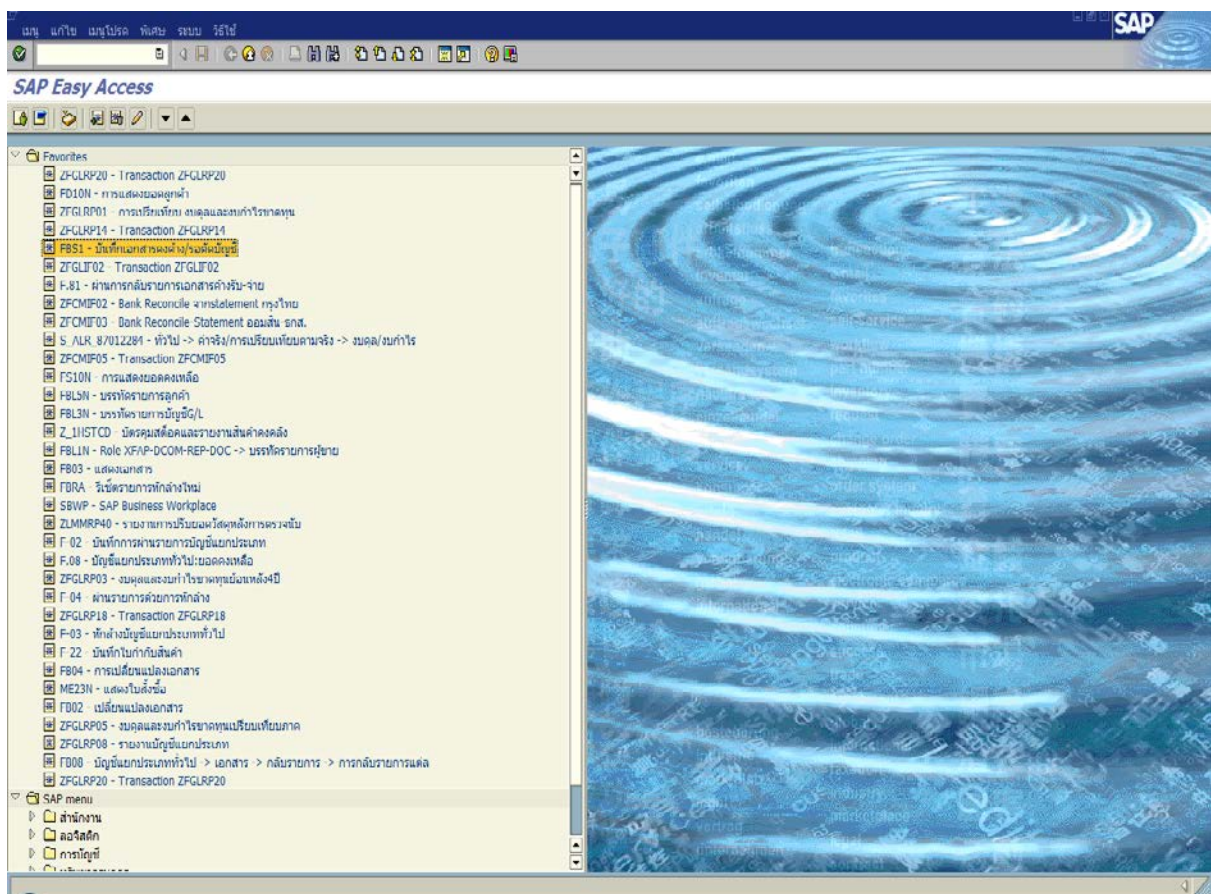 เมนู แก้ไข เมนูโปรด พิเศษ ระบบ วิธีใช้
SAP
SAP Easy Access
Favorites
ZFGLRP20 - Transaction ZFGLRP20
FD10N - การแสดงยอดลูกค้า
ZFGLRP01 - การเปรียบเทียบ งบดุลและงบกำไรขาดทุน
ZFGLRP14 - Transaction ZFGLRP14
FBS1 - บันทึกเอกสารคงค้าง/รอตัดบัญชี
ZFGLIF02 - Transaction ZFGLIF02
F.81 - ผ่านการกลับรายการเอกสารค้างรับ-จ่าย
ZFCMIF02 - Bank Reconcile จากstatement กรุงไทย
ZFCMIF03 - Bank Reconcile-Statement ออมสิน-ธกส.
S_ALR_87012284 - ทั่วไป -> ค่าจริง/การเปรียบเทียบตามจริง -> งบดุล/งบกำไร
ZFCMIF05 - Transaction ZFCMIF05
FS10N - การแสดงยอดคงเหลือ
FBL5N - บรรทัดรายการลูกค้า
FBL3N - บรรทัดรายการบัญชีG/L
Z_1HSTCD - บัตรคุมสต็อคและรายงานสินค้าคงคลัง
FBL1N - Role XFAP-DCOM-REP-DOC -> บรรทัดรายการผู้ขาย
FB03 - แสดงเอกสาร
FBRA - รีเซ็ตรายการหักล้างใหม่
SBWP - SAP Business Workplace
ZLMMRP40 - รายงานการปรับยอดวัสดุหลังการตรวจนับ
F-02 - บันทึกการผ่านรายการบัญชีแยกประเภท
F.08 - บัญชีแยกประเภททั่วไป:ยอดคงเหลือ
ZFGLRP03 - งบดุลและงบกำไรขาดทุนย้อนหลัง4ปี
F-04 - ผ่านรายการด้วยการหักล้าง
ZFGLRP18 - Transaction ZFGLRP18
F-03 - หักล้างบัญชีแยกประเภททั่วไป
F-22 - บันทึกใบกำกับสินค้า
FB04 - การเปลี่ยนแปลงเอกสาร
ME23N - แสดงใบสั่งซื้อ
FB02 - เปลี่ยนแปลงเอกสาร
ZFGLRP05 - งบดุลและงบกำไรขาดทุนเปรียบเทียบภาค
ZFGLRP08 - รายงานบัญชีแยกประเภท
FB08 - บัญชีแยกประเภททั่วไป -> เอกสาร -> กลับรายการ -> การกลับรายการแต่ล
ZFGLRP20 - Transaction ZFGLRP20
SAP menu
สำนักงาน
ลอจิสติก
การบัญชี